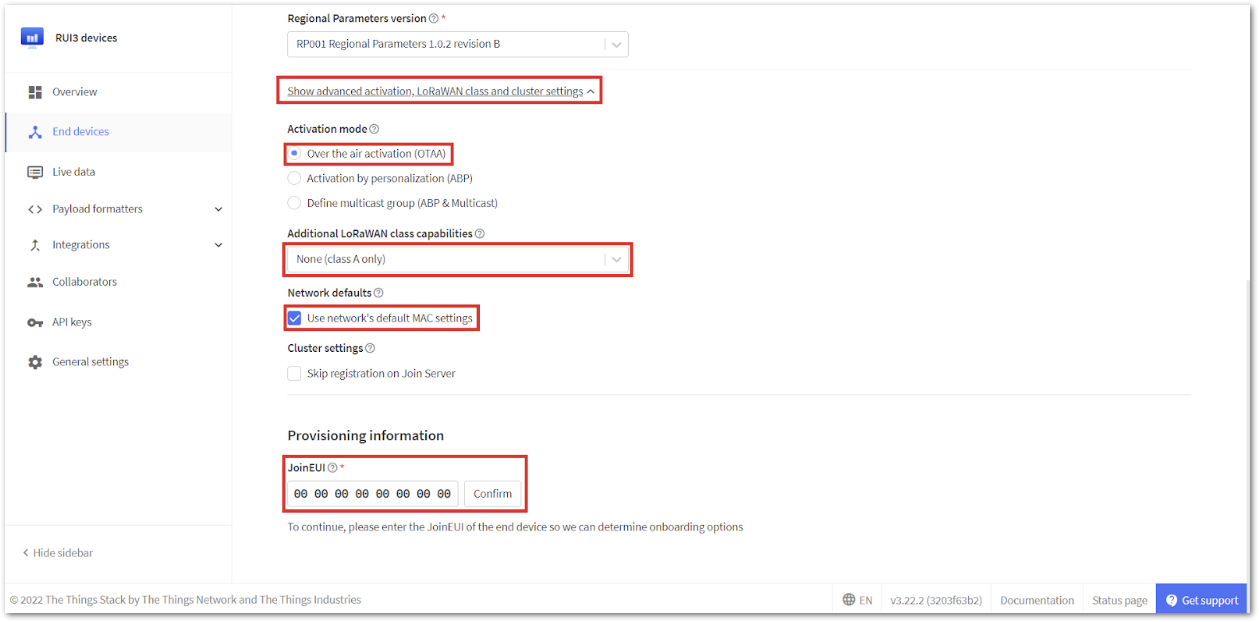 RUI3 devices
Overview
End devices
Live data
Payload formatters
Integrations
Collaborators
API keys
General settings
Hide sidebar
Regional Parameters version *
RP001 Regional Parameters 1.0.2 revision B
Show advanced activation, LoRaWAN class and cluster settings
Activation mode
Over the air activation (OTAA)
Activation by personalization (ABP)
Define multicast group (ABP & Multicast)
Additional LoRaWAN class capabilities
None (class A only)
Network defaults
Use network's default MAC settings
Cluster settings
Skip registration on Join Server
Provisioning information
JoinEUI *
00 00 00 00 00 00 00 00 Confirm
To continue, please enter the JoinEUI of the end device so we can determine onboarding options
© 2022 The Things Stack by The Things Network and The Things Industries EN v3.22.2 (3203f63b2) Documentation Status page Get support